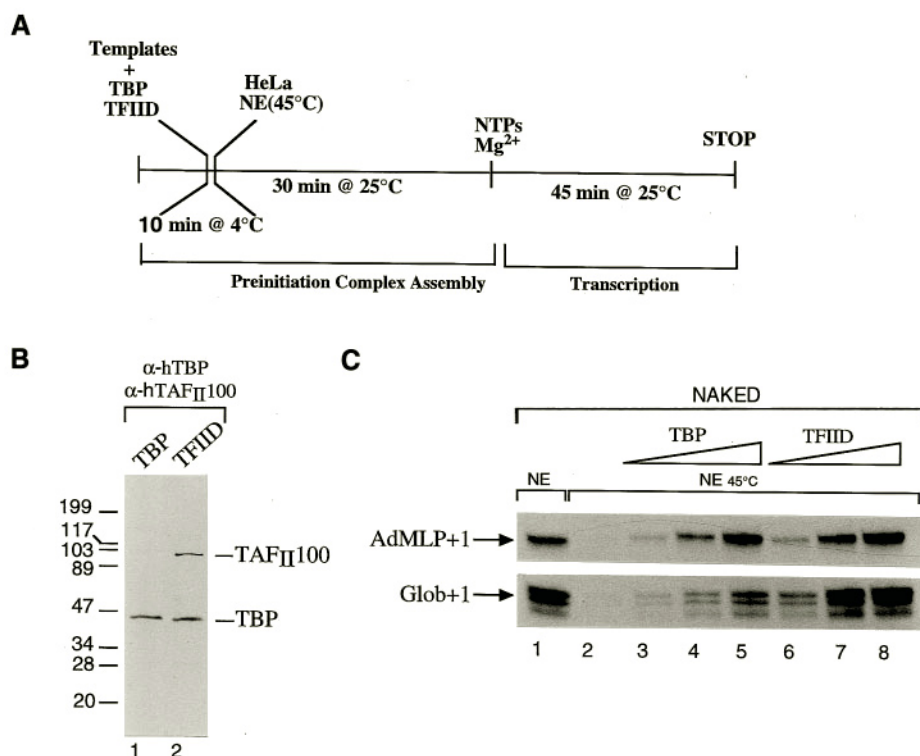 A
Templates
+
TBP
TFIID
HeLa
NE(45°C)
NTPs
Mg2+
STOP
30 min @ 25°C
45 min @ 25°C
10 min @ 4°C
Preinitiation Complex Assembly
Transcription
B
α-hTBP
α-hTAFII100
TBP
TFIID
199
117
103
89
47
34
28
20
TAFII100
TBP
1 2
C
NAKED
TBP TFIID
NE NE 45°C
AdMLP+1
Glob+1
1 2 3 4 5 6 7 8